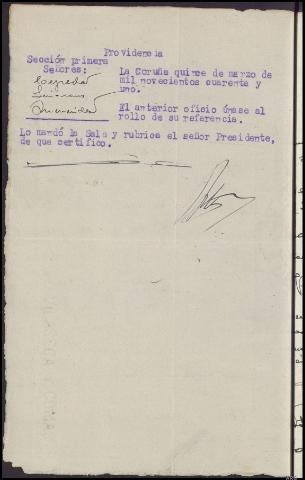 Providencia
Sección primera
Señores:
Cepreda
La Coruña quince de marzo de
mil novecientos cuarenta y
uno.
El anterior oficio únase al
rollo de su referencia.
Lo mandó la Sala y rubrica el señor Presidente,
de que certifico.